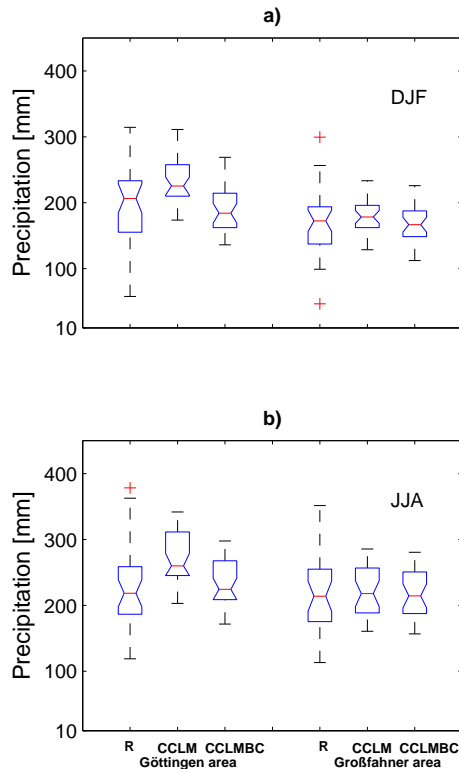 a)
DJF
Precipitation [mm]
400
300
200
100
10
b)
JJA
Precipitation [mm]
400
300
200
100
10
R CCLM CCLMBC R CCLM CCLMBC
Göttingen area Großfahner area